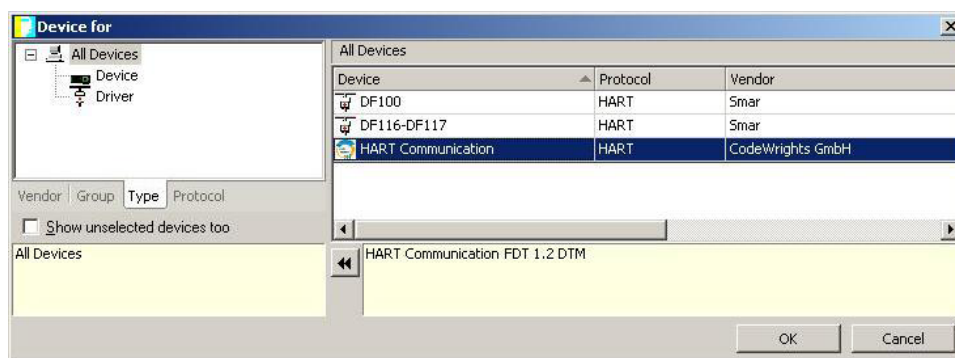 Device for
All Devices
Device
Driver
Vendor Group Type Protocol
Show unselected devices too
All Devices
All Devices
Device Protocol Vendor
DF100 HART Smar
DF116-DF117 HART Smar
HART Communication HART CodeWrights GmbH
HART Communication FDT 1.2 DTM
OK Cancel